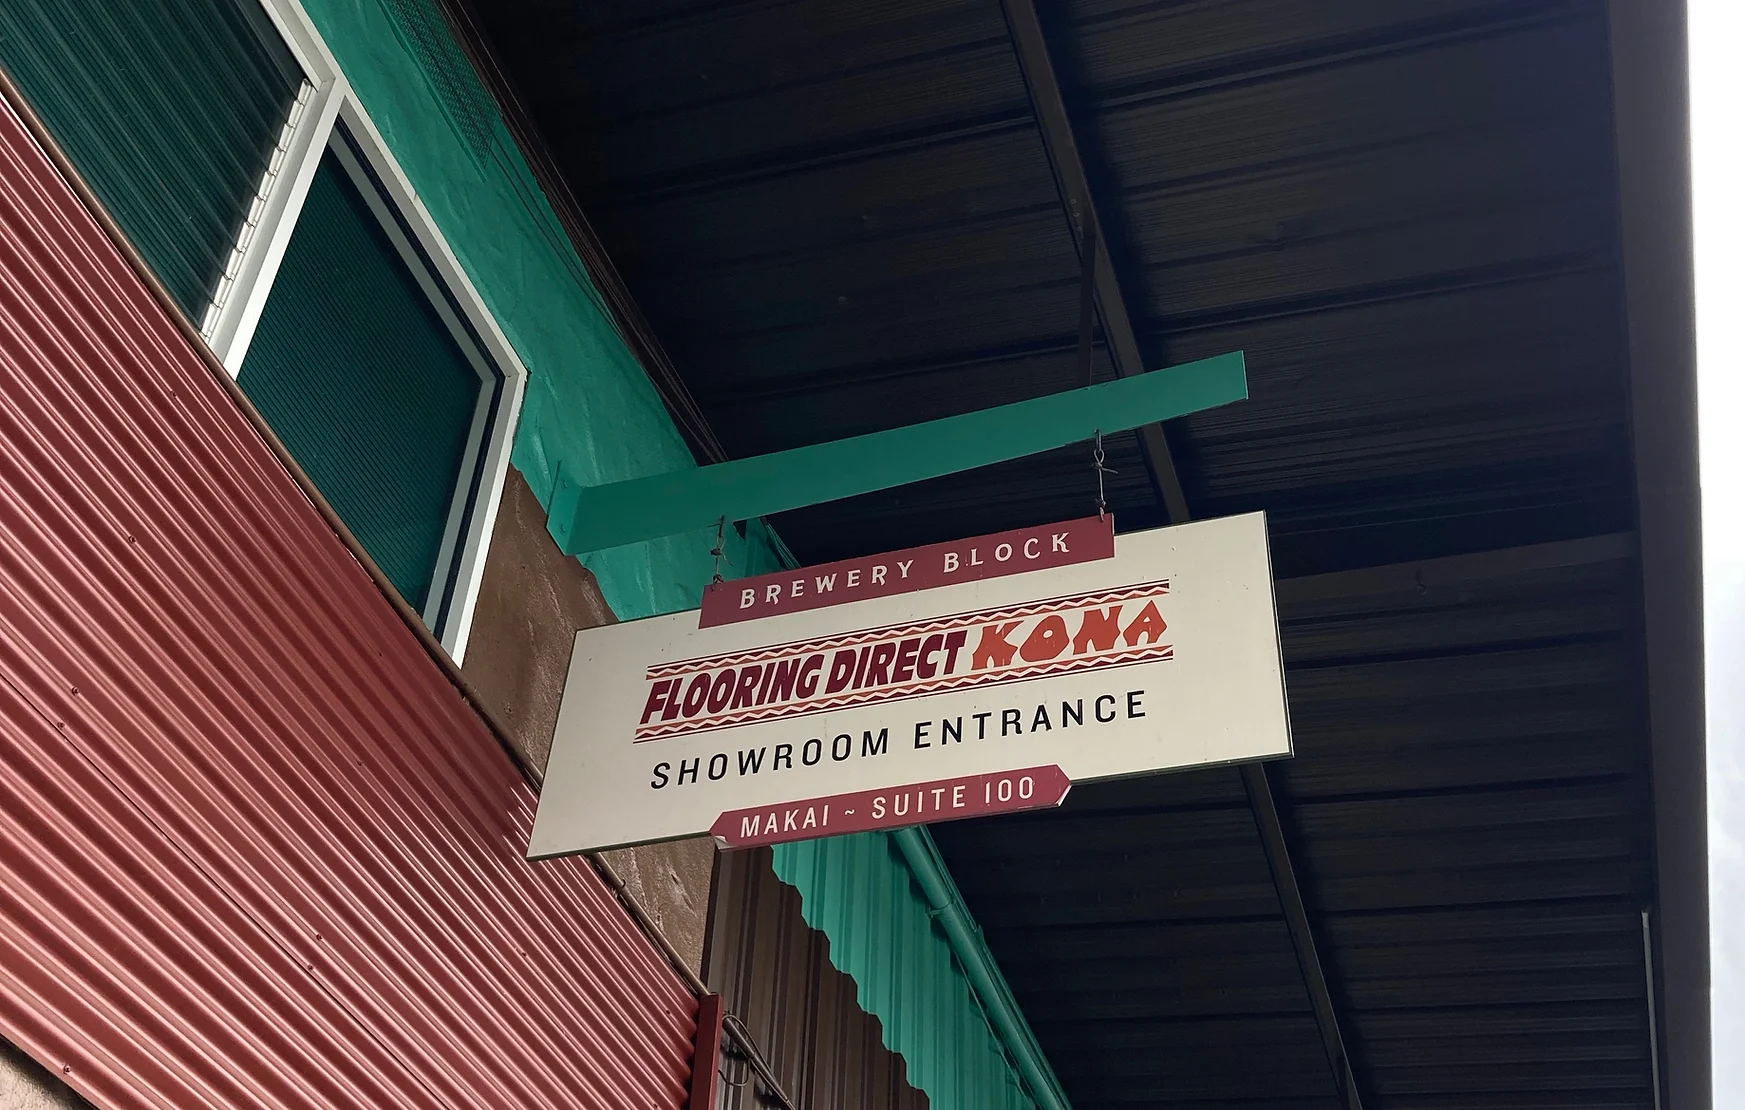 BREWERY BLOCK
FLOORING DIRECT KONA
SHOWROOM ENTRANCE
MAKAI ~ SUITE 100